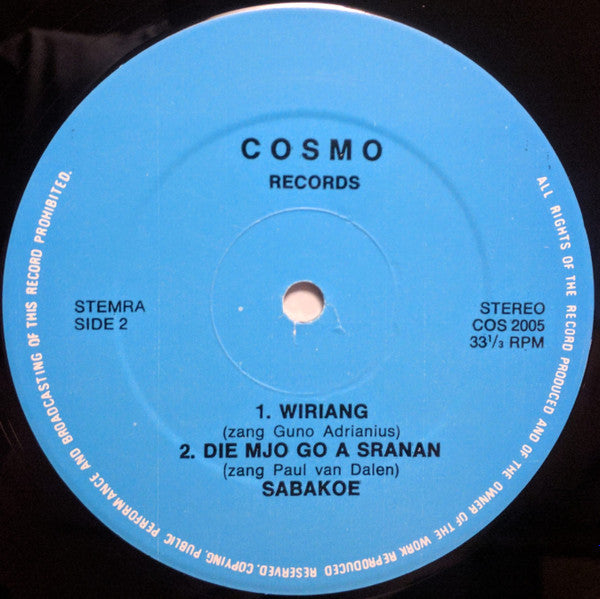 COSMO
RECORDS
STEMRA
SIDE 2
STEREO
COS 2005
33 1/3 RPM
1. WIRIANG
(zang Guno Adrianius)
2. DIE MJO GO A SRANAN
(zang Paul van Dalen)
SABAKOE
ALL RIGHTS OF THE RECORD PRODUCED AND OF THE OWNER OF THE WORK REPRODUCED RESERVED. COPYING, PUBLIC PERFORMANCE AND BROADCASTING OF THIS RECORD PROHIBITED.